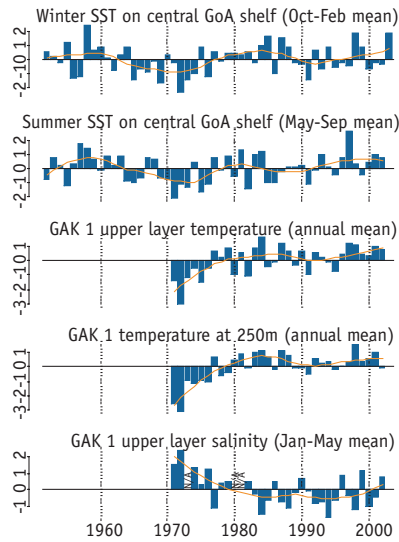 Winter SST on central GoA shelf (Oct-Feb mean)
-2 -1 0 1 2
Summer SST on central GoA shelf (May-Sep mean)
-2 -1 0 1 2
GAK 1 upper layer temperature (annual mean)
-3 -2 -1 0 1
GAK 1 temperature at 250m (annual mean)
-3 -2 -1 0 1
GAK 1 upper layer salinity (Jan-May mean)
-1 0 1 2
N/A
N/A
1960 1970 1980 1990 2000